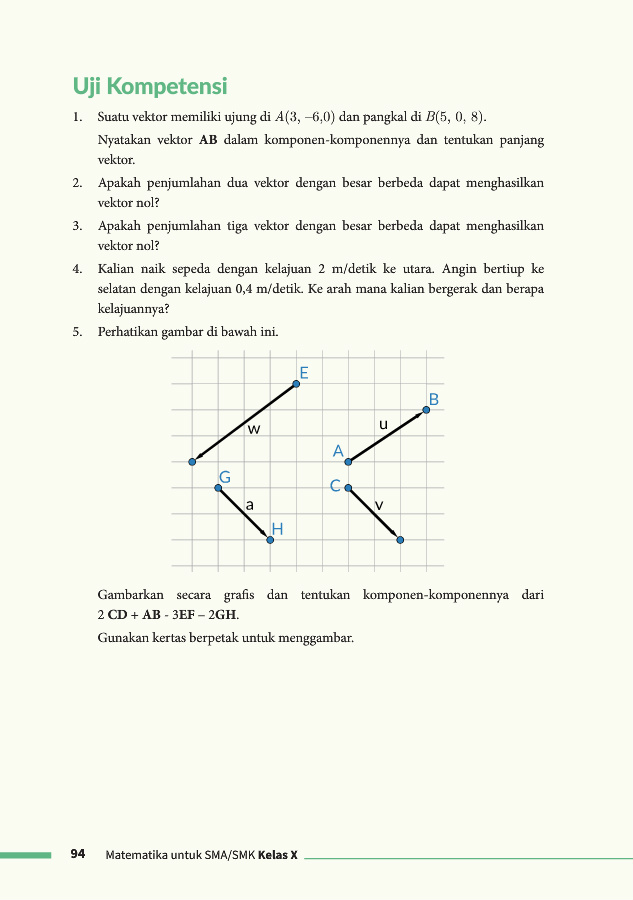 Uji Kompetensi
1. Suatu vektor memiliki ujung di A(3, –6,0) dan pangkal di B(5, 0, 8).
Nyatakan vektor AB dalam komponen-komponennya dan tentukan panjang
vektor.
2. Apakah penjumlahan dua vektor dengan besar berbeda dapat menghasilkan
vektor nol?
3. Apakah penjumlahan tiga vektor dengan besar berbeda dapat menghasilkan
vektor nol?
4. Kalian naik sepeda dengan kelajuan 2 m/detik ke utara. Angin bertiup ke
selatan dengan kelajuan 0,4 m/detik. Ke arah mana kalian bergerak dan berapa
kelajuannya?
5. Perhatikan gambar di bawah ini.
E
B
w
u
A
G
C
a
v
H
Gambarkan secara grafis dan tentukan komponen-komponennya dari
2 CD + AB - 3EF – 2GH.
Gunakan kertas berpetak untuk menggambar.
94 Matematika untuk SMA/SMK Kelas X